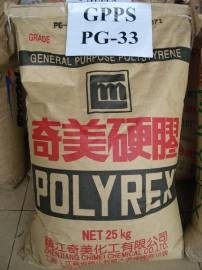 GPPS
PG-33
GRADE
GENERAL PURPOSE POLYSTYRENE
奇美硬膠
POLYREX
NET 25 kg
鎮江奇美化工有限公司
ZHENJIANG CHIMEI CHEMICAL CO., LTD.